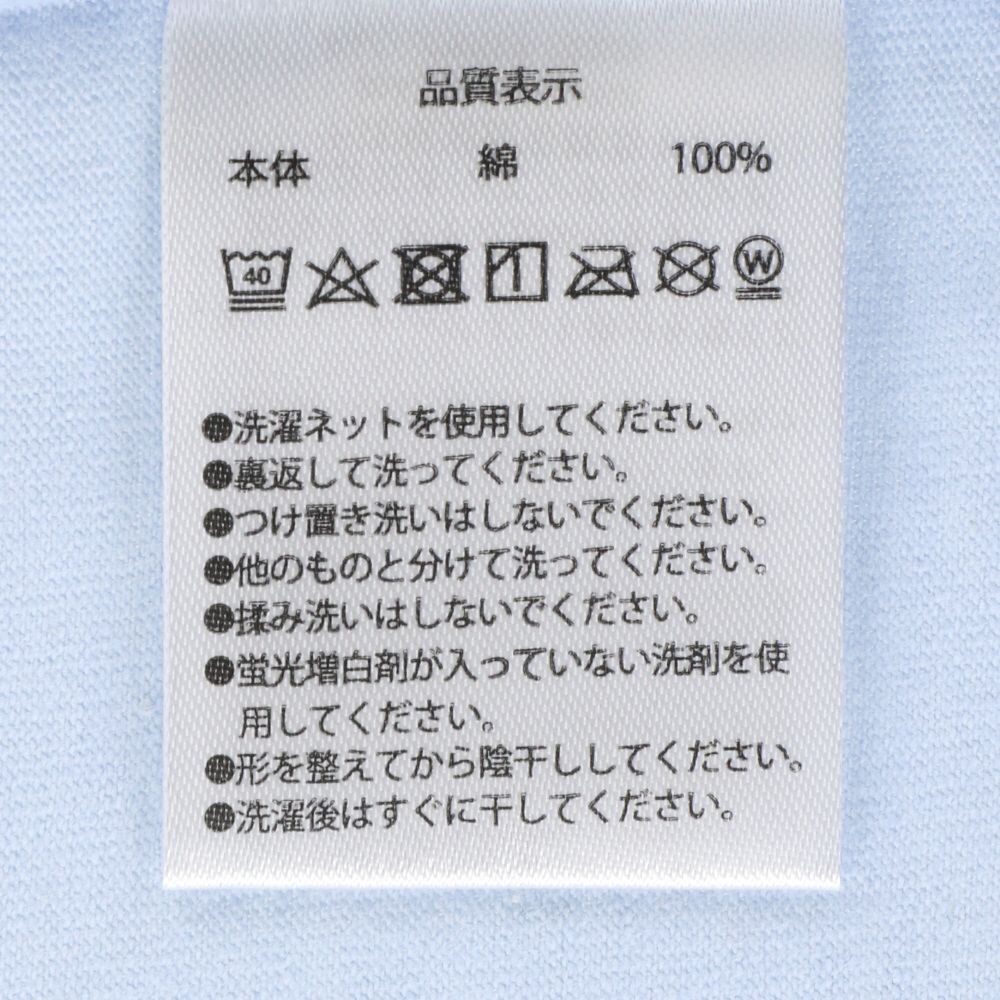 品質表示
本体 綿 100%
40 W
●洗濯ネットを使用してください。
●裏返して洗ってください。
●つけ置き洗いはしないでください。
●他のものと分けて洗ってください。
●揉み洗いはしないでください。
●蛍光増白剤が入っていない洗剤を使
用してください。
●形を整えてから陰干ししてください。
●洗濯後はすぐに干してください。